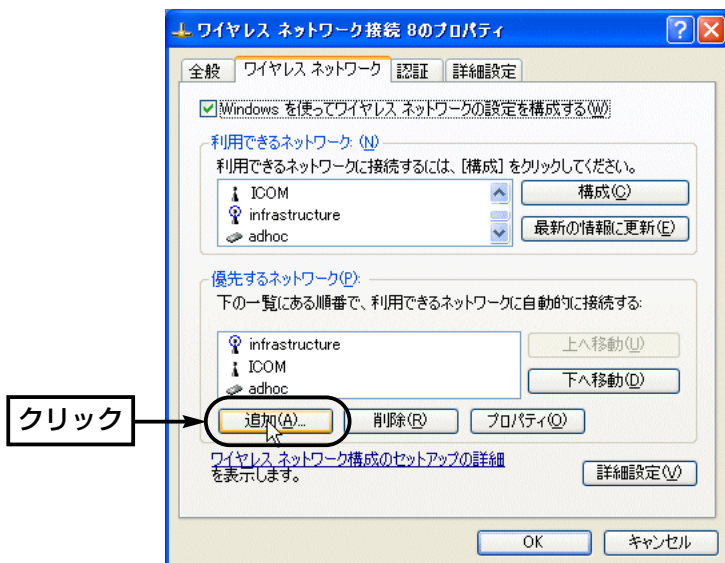 ワイヤレス ネットワーク接続 8のプロパティ
全般 ワイヤレス ネットワーク 認証 詳細設定
Windows を使ってワイヤレス ネットワークの設定を構成する(W)
利用できるネットワーク: (N)
利用できるネットワークに接続するには、[構成] をクリックしてください。
ICOM
infrastructure
adhoc
構成(C)
最新の情報に更新(E)
優先するネットワーク(P):
下の一覧にある順番で、利用できるネットワークに自動的に接続する:
infrastructure
ICOM
adhoc
上へ移動(U)
下へ移動(D)
クリック
追加(A)... 削除(R) プロパティ(O)
ワイヤレス ネットワーク構成のセットアップの詳細
を表示します。
詳細設定(V)
OK キャンセル